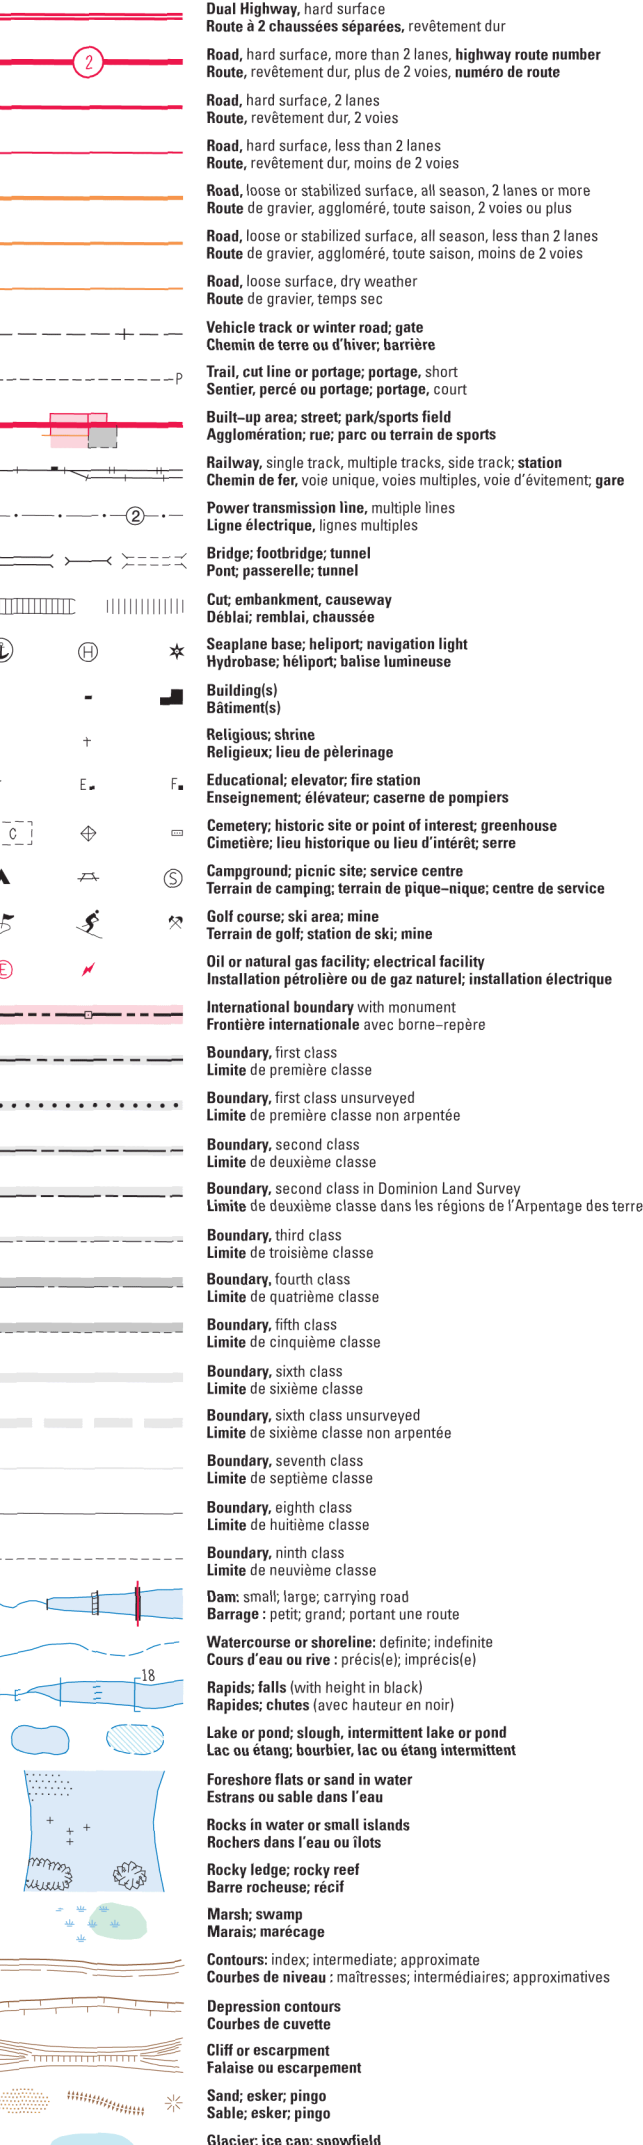 Dual Highway, hard surface
Route à 2 chaussées séparées, revêtement dur
2
Road, hard surface, more than 2 lanes, highway route number
Route, revêtement dur, plus de 2 voies, numéro de route
Road, hard surface, 2 lanes
Route, revêtement dur, 2 voies
Road, hard surface, less than 2 lanes
Route, revêtement dur, moins de 2 voies
Road, loose or stabilized surface, all season, 2 lanes or more
Route de gravier, aggloméré, toute saison, 2 voies ou plus
Road, loose or stabilized surface, all season, less than 2 lanes
Route de gravier, aggloméré, toute saison, moins de 2 voies
Road, loose surface, dry weather
Route de gravier, temps sec
Vehicle track or winter road; gate
Chemin de terre ou d'hiver; barrière
P
Trail, cut line or portage; portage, short
Sentier, percé ou portage; portage, court
Built-up area; street; park/sports field
Agglomération; rue; parc ou terrain de sports
Railway, single track, multiple tracks, side track; station
Chemin de fer, voie unique, voies multiples, voie d'évitement; gare
2
Power transmission line, multiple lines
Ligne électrique, lignes multiples
Bridge; footbridge; tunnel
Pont; passerelle; tunnel
Cut; embankment, causeway
Déblai; remblai, chaussée
H
Seaplane base; heliport; navigation light
Hydrobase; héliport; balise lumineuse
Building(s)
Bâtiment(s)
Religious; shrine
Religieux; lieu de pèlerinage
E F
Educational; elevator; fire station
Enseignement; élévateur; caserne de pompiers
C
Cemetery; historic site or point of interest; greenhouse
Cimetière; lieu historique ou lieu d'intérêt; serre
S
Campground; picnic site; service centre
Terrain de camping; terrain de pique-nique; centre de service
Golf course; ski area; mine
Terrain de golf; station de ski; mine
E
Oil or natural gas facility; electrical facility
Installation pétrolière ou de gaz naturel; installation électrique
International boundary with monument
Frontière internationale avec borne-repère
Boundary, first class
Limite de première classe
Boundary, first class unsurveyed
Limite de première classe non arpentée
Boundary, second class
Limite de deuxième classe
Boundary, second class in Dominion Land Survey
Limite de deuxième classe dans les régions de l'Arpentage des terre
Boundary, third class
Limite de troisième classe
Boundary, fourth class
Limite de quatrième classe
Boundary, fifth class
Limite de cinquième classe
Boundary, sixth class
Limite de sixième classe
Boundary, sixth class unsurveyed
Limite de sixième classe non arpentée
Boundary, seventh class
Limite de septième classe
Boundary, eighth class
Limite de huitième classe
Boundary, ninth class
Limite de neuvième classe
Dam: small; large; carrying road
Barrage : petit; grand; portant une route
Watercourse or shoreline: definite; indefinite
Cours d'eau ou rive : précis(e); imprécis(e)
18
Rapids; falls (with height in black)
Rapides; chutes (avec hauteur en noir)
Lake or pond; slough, intermittent lake or pond
Lac ou étang; bourbier, lac ou étang intermittent
Foreshore flats or sand in water
Estrans ou sable dans l'eau
Rocks in water or small islands
Rochers dans l'eau ou îlots
Rocky ledge; rocky reef
Barre rocheuse; récif
Marsh; swamp
Marais; marécage
Contours: index; intermediate; approximate
Courbes de niveau : maîtresses; intermédiaires; approximatives
Depression contours
Courbes de cuvette
Cliff or escarpment
Falaise ou escarpement
Sand; esker; pingo
Sable; esker; pingo
Glacier; ice cap; snowfield